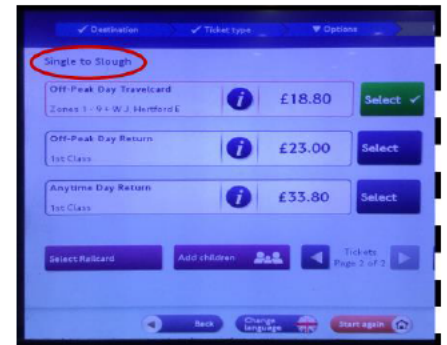 ✓ Destination
✓ Ticket type
▼ Options
Single to Slough
Off-Peak Day Travelcard
Zones 1 - 9 + WJ, Hertford E
i
£18.80
Select ✓
Off-Peak Day Return
1st Class
i
£23.00
Select
Anytime Day Return
1st Class
i
£33.80
Select
Select Railcard
Add children
Tickets
Page 2 of 2
Back
Change
language
Start again